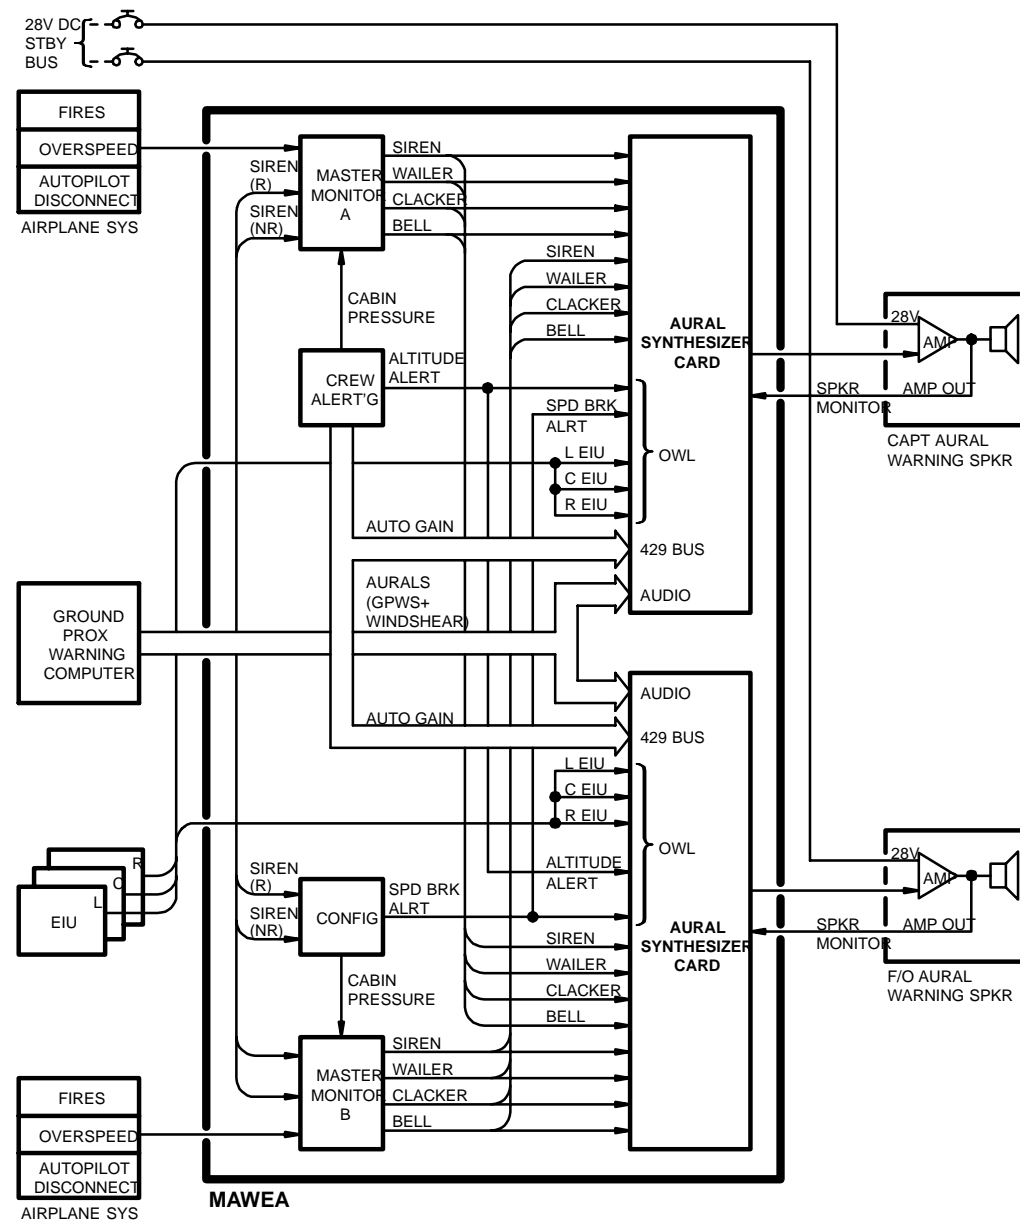 28V DC
STBY
BUS
FIRES
OVERSPEED
AUTOPILOT
DISCONNECT
AIRPLANE SYS
SIREN
(R)
SIREN
(NR)
MASTER
MONITOR
A
SIREN
WAILER
CLACKER
BELL
SIREN
WAILER
CLACKER
BELL
AURAL
SYNTHESIZER
CARD
CABIN
PRESSURE
CREW
ALERT'G
ALTITUDE
ALERT
SPD BRK
ALRT
L EIU
C EIU
R EIU
OWL
AUTO GAIN
429 BUS
AURALS
(GPWS+
WINDSHEAR)
AUDIO
28V
AMP
SPKR
MONITOR
AMP OUT
CAPT AURAL
WARNING SPKR
GROUND
PROX
WARNING
COMPUTER
AUDIO
AUTO GAIN
429 BUS
L EIU
C EIU
R EIU
OWL
ALTITUDE
ALERT
R
C
L
EIU
SIREN
(R)
SIREN
(NR)
CONFIG
SPD BRK
ALRT
AURAL
SYNTHESIZER
CARD
SIREN
WAILER
CLACKER
BELL
CABIN
PRESSURE
28V
AMP
SPKR
MONITOR
AMP OUT
F/O AURAL
WARNING SPKR
MASTER
MONITOR
B
SIREN
WAILER
CLACKER
BELL
FIRES
OVERSPEED
AUTOPILOT
DISCONNECT
AIRPLANE SYS
MAWEA